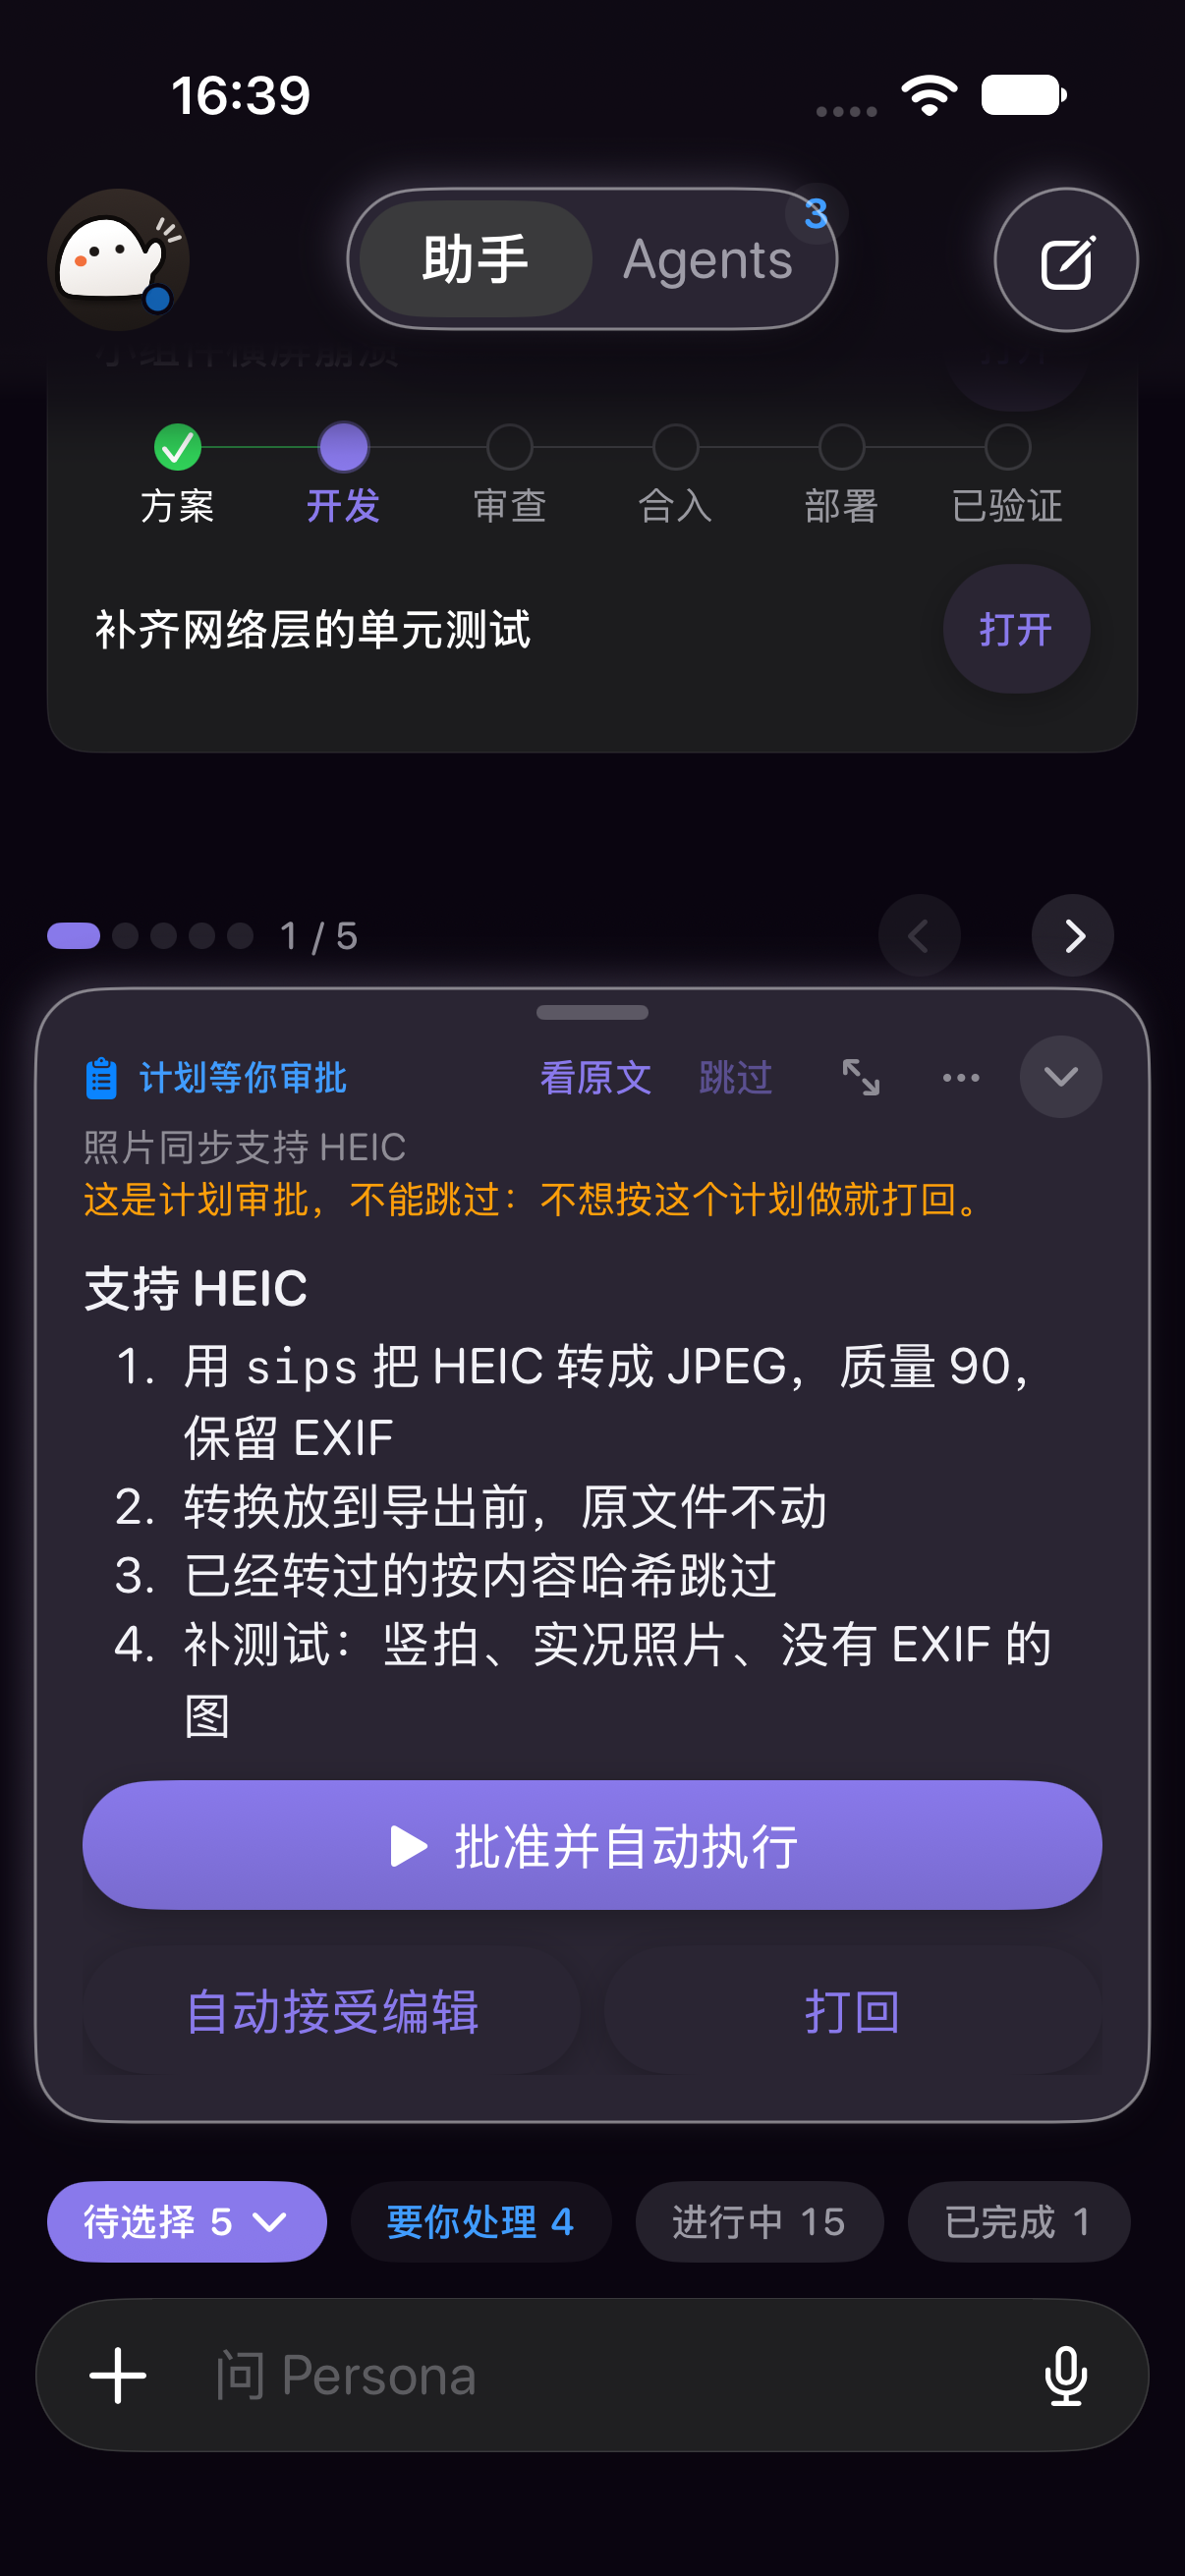 16:39
助手
Agents
3
方案
开发
审查
合入
部署
已验证
补齐网络层的单元测试
打开
1 / 5
计划等你审批
看原文
跳过
照片同步支持 HEIC
这是计划审批，不能跳过：不想按这个计划做就打回。
支持 HEIC
1. 用 sips 把 HEIC 转成 JPEG，质量 90，
保留 EXIF
2. 转换放到导出前，原文件不动
3. 已经转过的按内容哈希跳过
4. 补测试：竖拍、实况照片、没有 EXIF 的
图
批准并自动执行
自动接受编辑
打回
待选择 5
要你处理 4
进行中 15
已完成 1
问 Persona